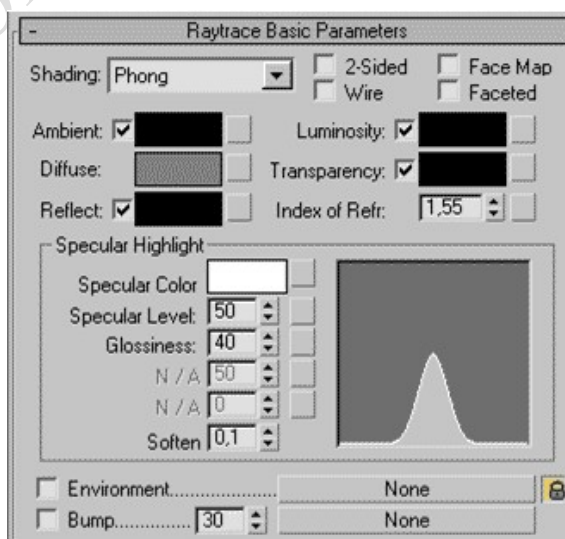 - Raytrace Basic Parameters
Shading: Phong 2-Sided Face Map
Wire Faceted
Ambient: Luminosity:
Diffuse: Transparency:
Reflect: Index of Refr: 1,55
Specular Highlight
Specular Color
Specular Level: 50
Glossiness: 40
N / A 50
N / A 0
Soften 0,1
Environment.................... None
Bump.............. 30 None